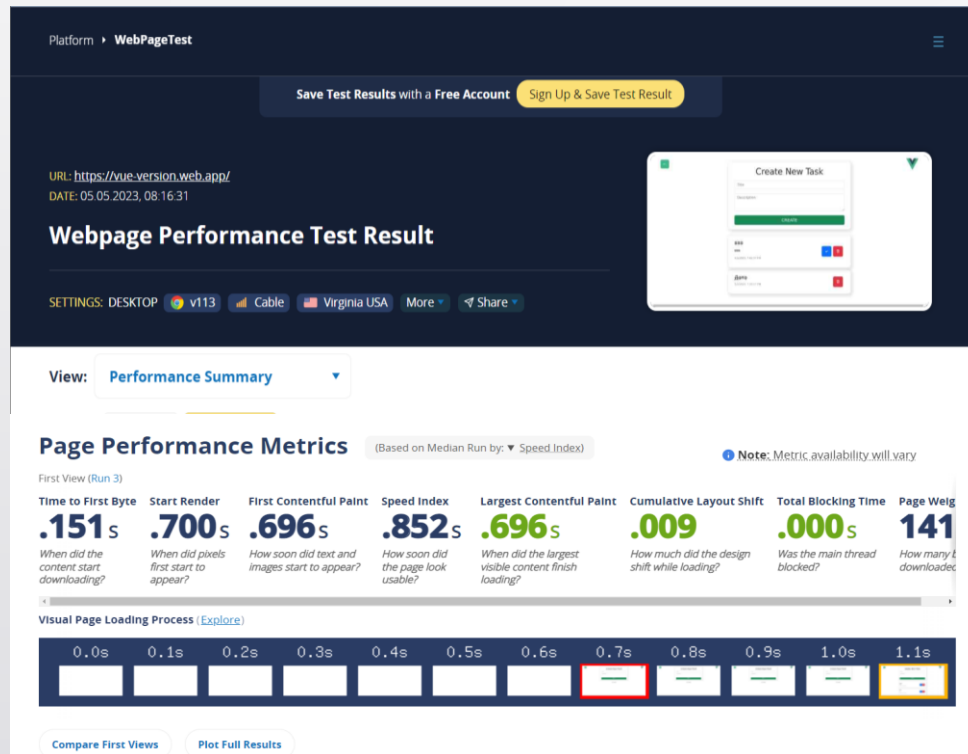 Platform ▸ WebPageTest
Save Test Results with a Free Account Sign Up & Save Test Result
URL: https://vue-version.web.app/
DATE: 05.05.2023, 08:16:31
Webpage Performance Test Result
SETTINGS: DESKTOP v113 Cable Virginia USA More Share
Create New Task
CREATE
View: Performance Summary
Page Performance Metrics (Based on Median Run by: ▼ Speed Index)
Note: Metric availability will vary
First View (Run 3)
Time to First Byte Start Render First Contentful Paint Speed Index Largest Contentful Paint Cumulative Layout Shift Total Blocking Time Page Weig
.151s .700s .696s .852s .696s .009 .000s 141
When did the When did pixels How soon did text and How soon did When did the largest How much did the design Was the main thread How many
content start first start to images start to appear? the page look visible content finish shift while loading? blocked? downloaded
downloading? appear? usable? loading?
Visual Page Loading Process (Explore)
0.0s 0.1s 0.2s 0.3s 0.4s 0.5s 0.6s 0.7s 0.8s 0.9s 1.0s 1.1s
Compare First Views Plot Full Results